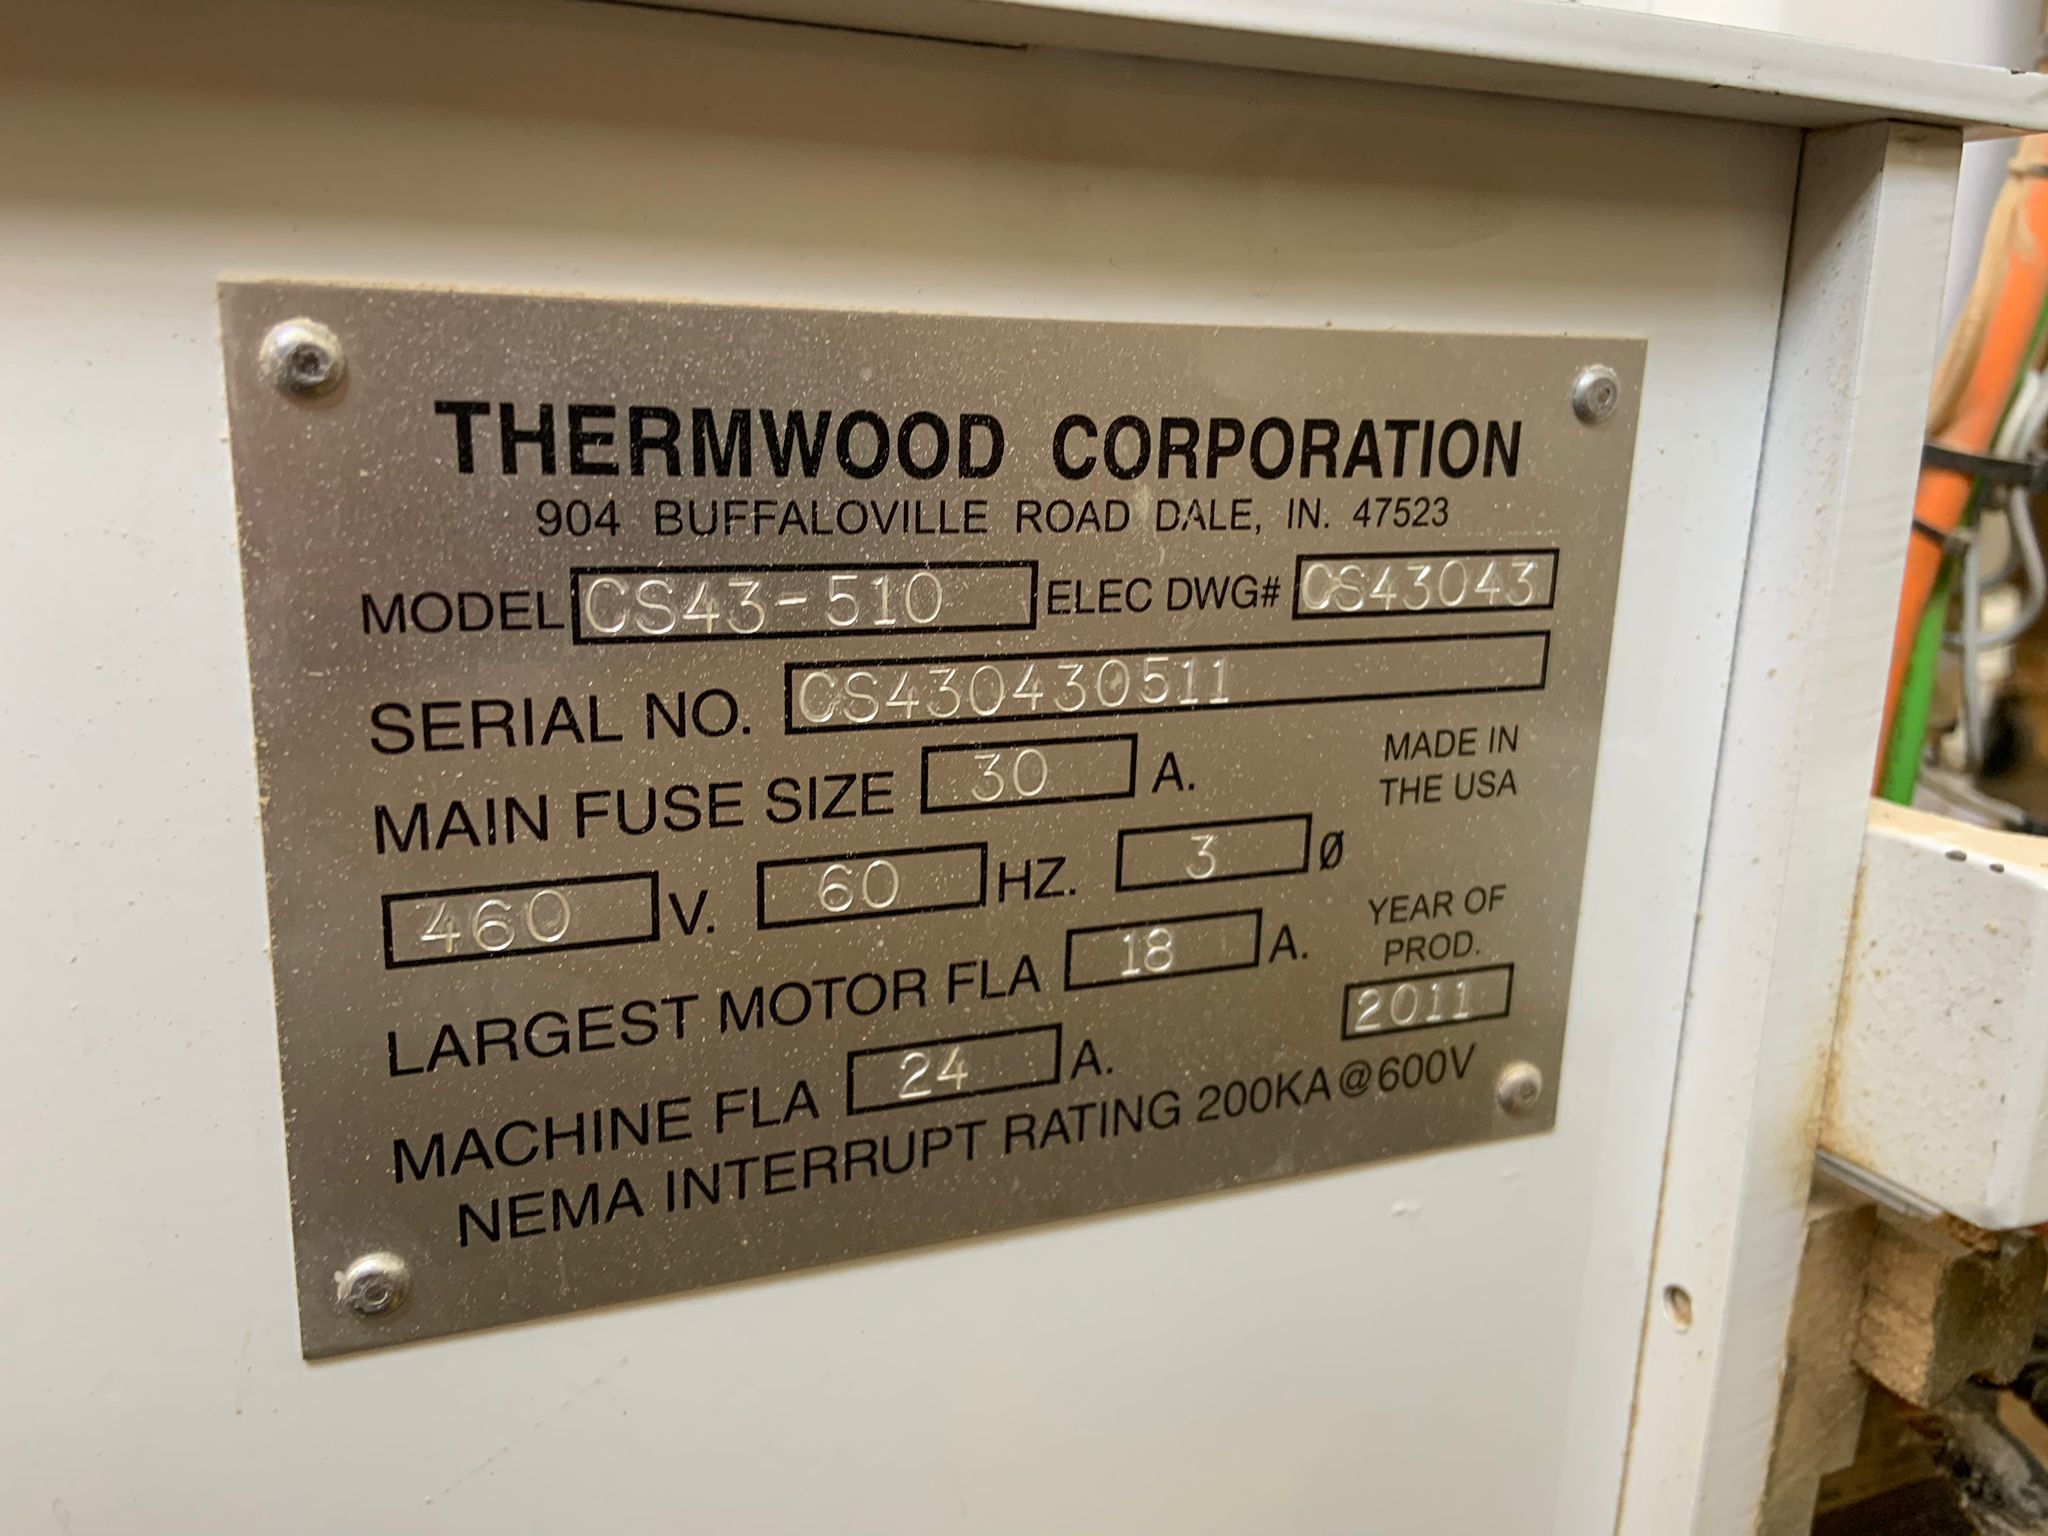 THERMWOOD CORPORATION
904 BUFFALOVILLE ROAD DALE, IN. 47523
MODEL CS43-510 ELEC DWG# CS43043
SERIAL NO. CS430430511
MAIN FUSE SIZE 30 A.
MADE IN
THE USA
460 V. 60 HZ. 3 Ø
LARGEST MOTOR FLA 18 A.
YEAR OF
PROD.
2011
MACHINE FLA 24 A.
NEMA INTERRUPT RATING 200KA@600V